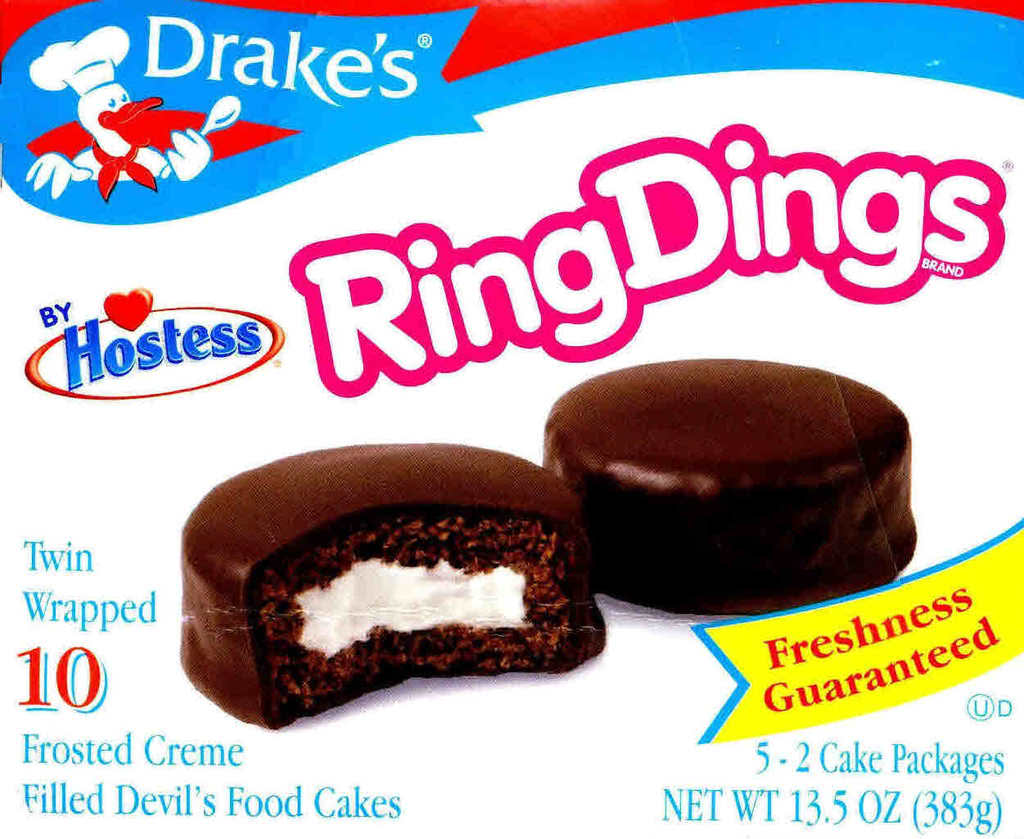 Drake's®
RingDings®
BRAND
BY
Hostess®
Twin
Wrapped
10
Frosted Creme
Filled Devil's Food Cakes
Freshness
Guaranteed
Ⓤ D
5 - 2 Cake Packages
NET WT 13.5 OZ (383g)